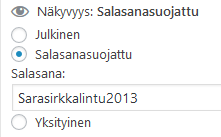 Näkyvyys: Salasanasuojattu
Julkinen
Salasanasuojattu
Salasana:
Sarasirkkalintu2013
Yksityinen